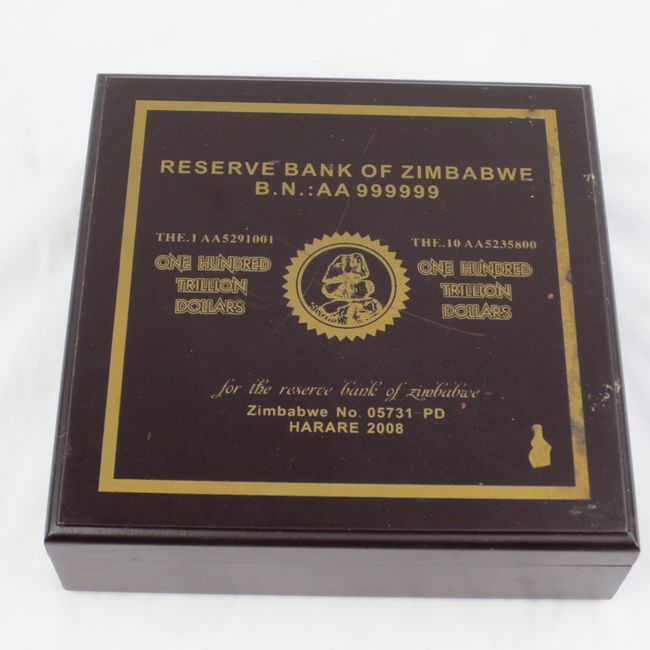 RESERVE BANK OF ZIMBABWE
B.N.:AA 999999
THE.1 AA5291001
ONE HUNDRED
TRILLION
DOLLARS
THE.10 AA5235800
ONE HUNDRED
TRILLION
DOLLARS
for the reserve bank of zimbabwe
Zimbabwe No. 05731 PD
HARARE 2008